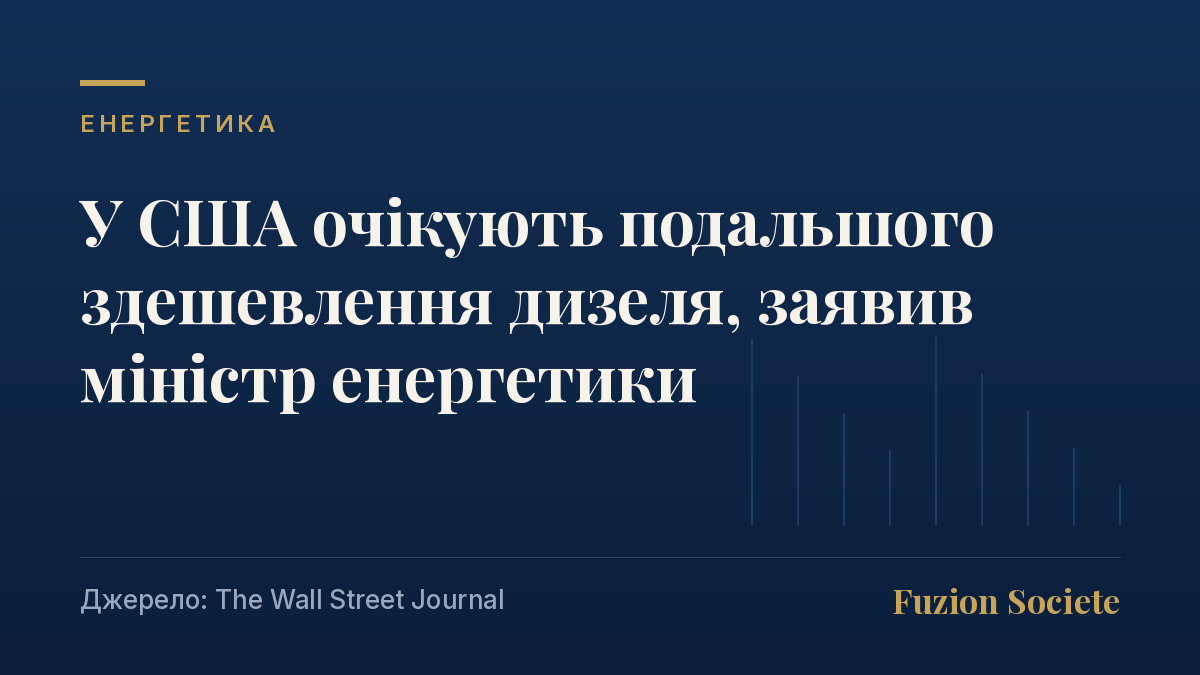 ЕНЕРГЕТИКА
У США очікують подальшого
здешевлення дизеля, заявив
міністр енергетики
Джерело: The Wall Street Journal
Fuzion Societe